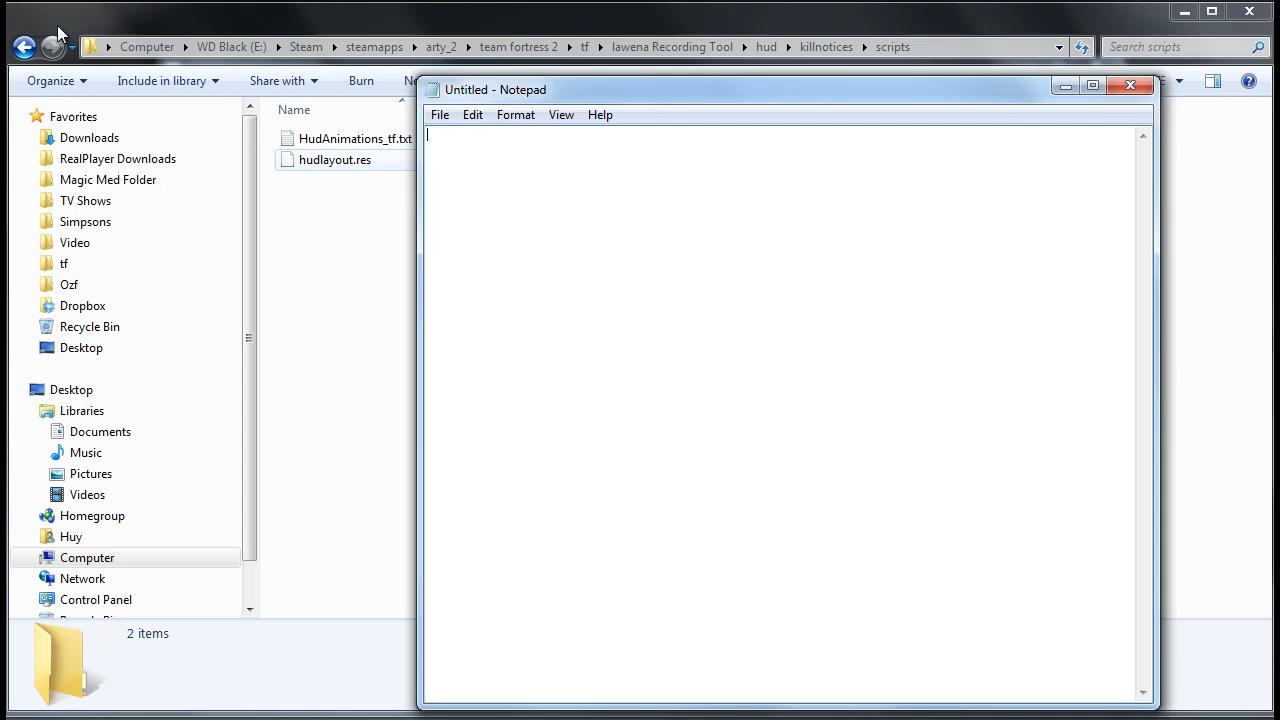 Computer WD Black (E:) Steam steamapps arty_2 team fortress 2 tf lawena Recording Tool hud killnotices scripts
Search scripts
Organize Include in library Share with Burn
Favorites
Downloads
RealPlayer Downloads
Magic Med Folder
TV Shows
Simpsons
Video
tf
Ozf
Dropbox
Recycle Bin
Desktop
Desktop
Libraries
Documents
Music
Pictures
Videos
Homegroup
Huy
Computer
Network
Control Panel
2 items
Name
HudAnimations_tf.txt
hudlayout.res
Untitled - Notepad
File Edit Format View Help